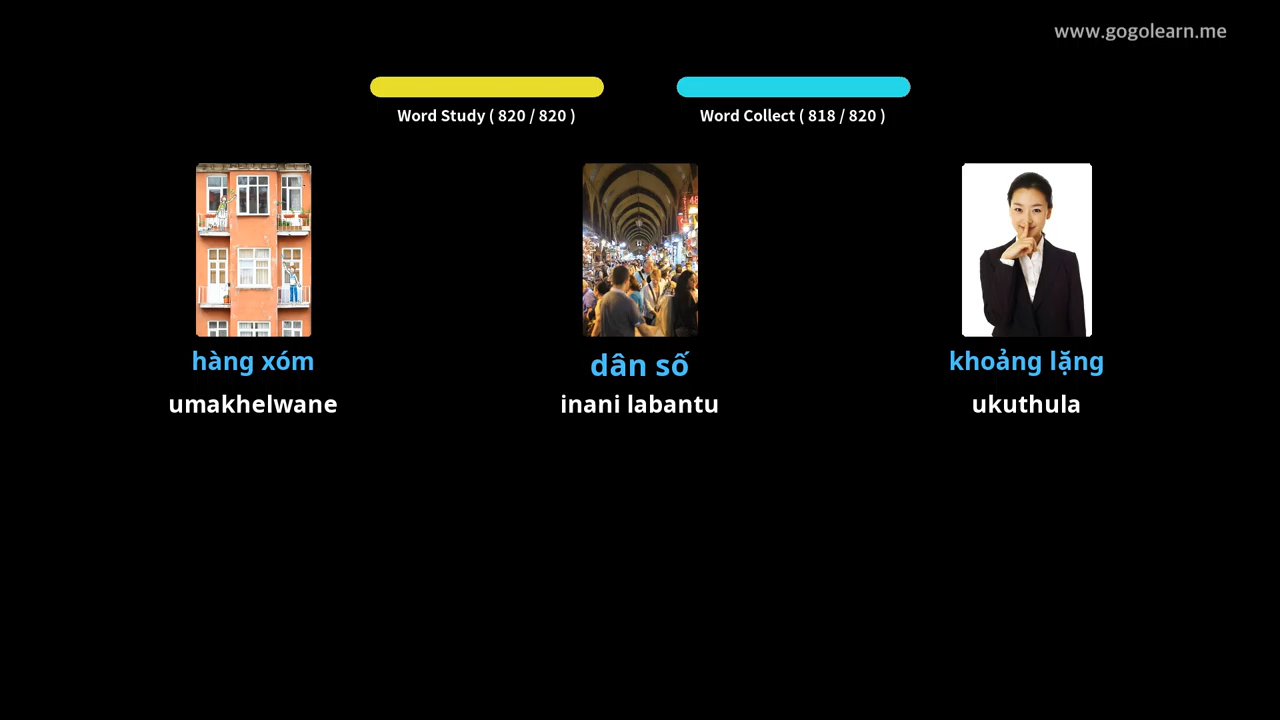 www.gogolearn.me
Word Study ( 820 / 820 )
Word Collect ( 818 / 820 )
hàng xóm
dân số
khoảng lặng
umakhelwane
inani labantu
ukuthula